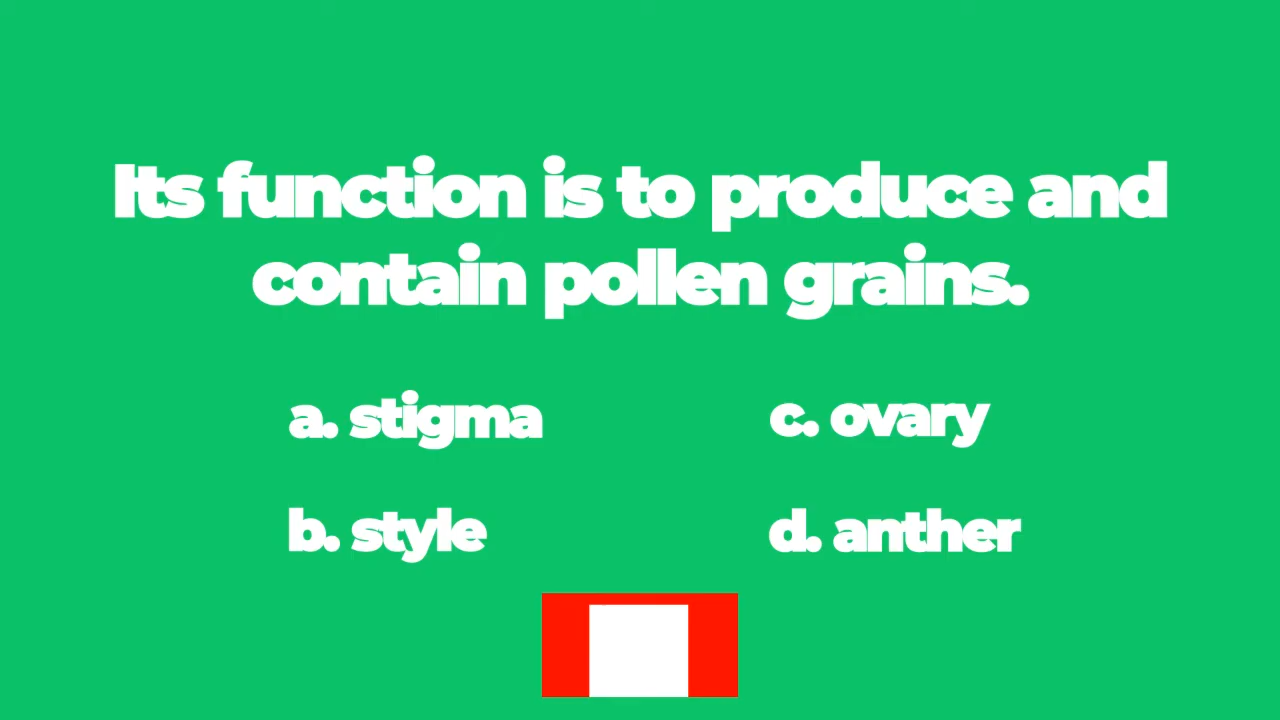 Its function is to produce and
contain pollen grains.
a. stigma
c. ovary
b. style
d. anther